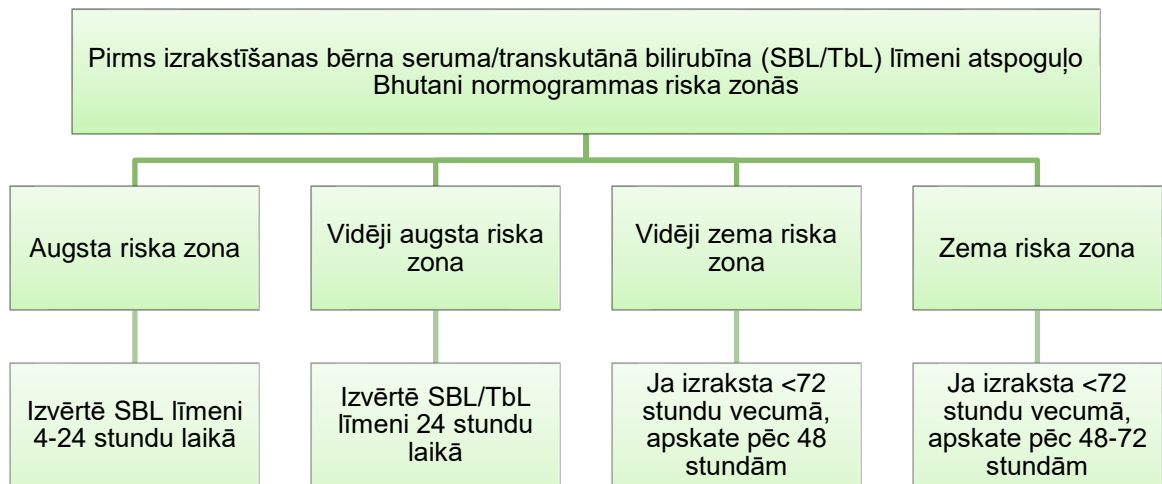 Pirms izrakstīšanas bērna seruma/transkutānā bilirubīna (SBL/TbL) līmeni atspoguļo
Bhutani normogrammas riska zonās
Augsta riska zona
Vidēji augsta riska
zona
Vidēji zema riska
zona
Zema riska zona
Izvērtē SBL līmeni
4-24 stundu laikā
Izvērtē SBL/TbL
līmeni 24 stundu
laikā
Ja izraksta <72
stundu vecumā,
apskate pēc 48
stundām
Ja izraksta <72
stundu vecumā,
apskate pēc 48-72
stundām